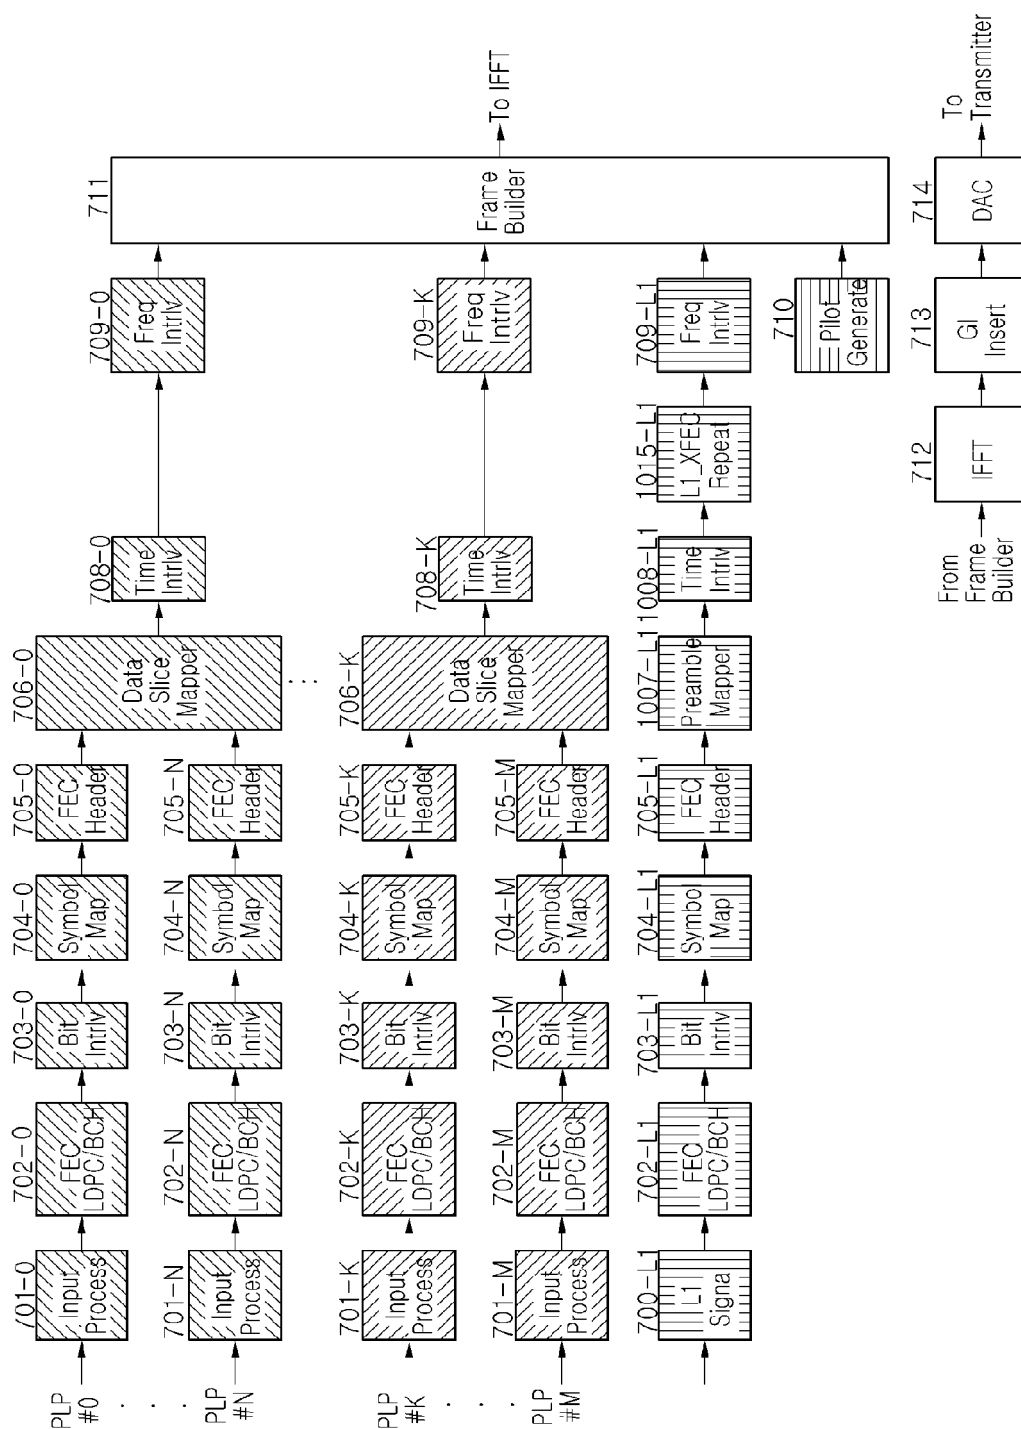 PLP
#0
701-0
Input
Process
702-0
FEC
LDPC/BCH
703-0
Bit
Intrlv
704-0
Symbol
Map
705-0
FEC
Header
706-0
Data
Slice
Mapper
708-0
Time
Intrlv
709-0
Freq
Intrlv
711
Frame
Builder
To IFFT
PLP
#N
701-N
Input
Process
702-N
FEC
LDPC/BCH
703-N
Bit
Intrlv
704-N
Symbol
Map
705-N
FEC
Header
PLP
#K
701-K
Input
Process
702-K
FEC
LDPC/BCH
703-K
Bit
Intrlv
704-K
Symbol
Map
705-K
FEC
Header
706-K
Data
Slice
Mapper
708-K
Time
Intrlv
709-K
Freq
Intrlv
PLP
#M
701-M
Input
Process
702-M
FEC
LDPC/BCH
703-M
Bit
Intrlv
704-M
Symbol
Map
705-M
FEC
Header
700-L1
L1
Signa
702-L1
FEC
LDPC/BCH
703-L1
Bit
Intrlv
704-L1
Symbol
Map
705-L1
FEC
Header
1007-L1
Preamble
Mapper
1008-L1
Time
Intrlv
1015-L1
L1_XFEC
Repeat
709-L1
Freq
Intrlv
710
Pilot
Generate
From
Frame
Builder
712
IFFT
713
GI
Insert
714
DAC
To
Transmitter